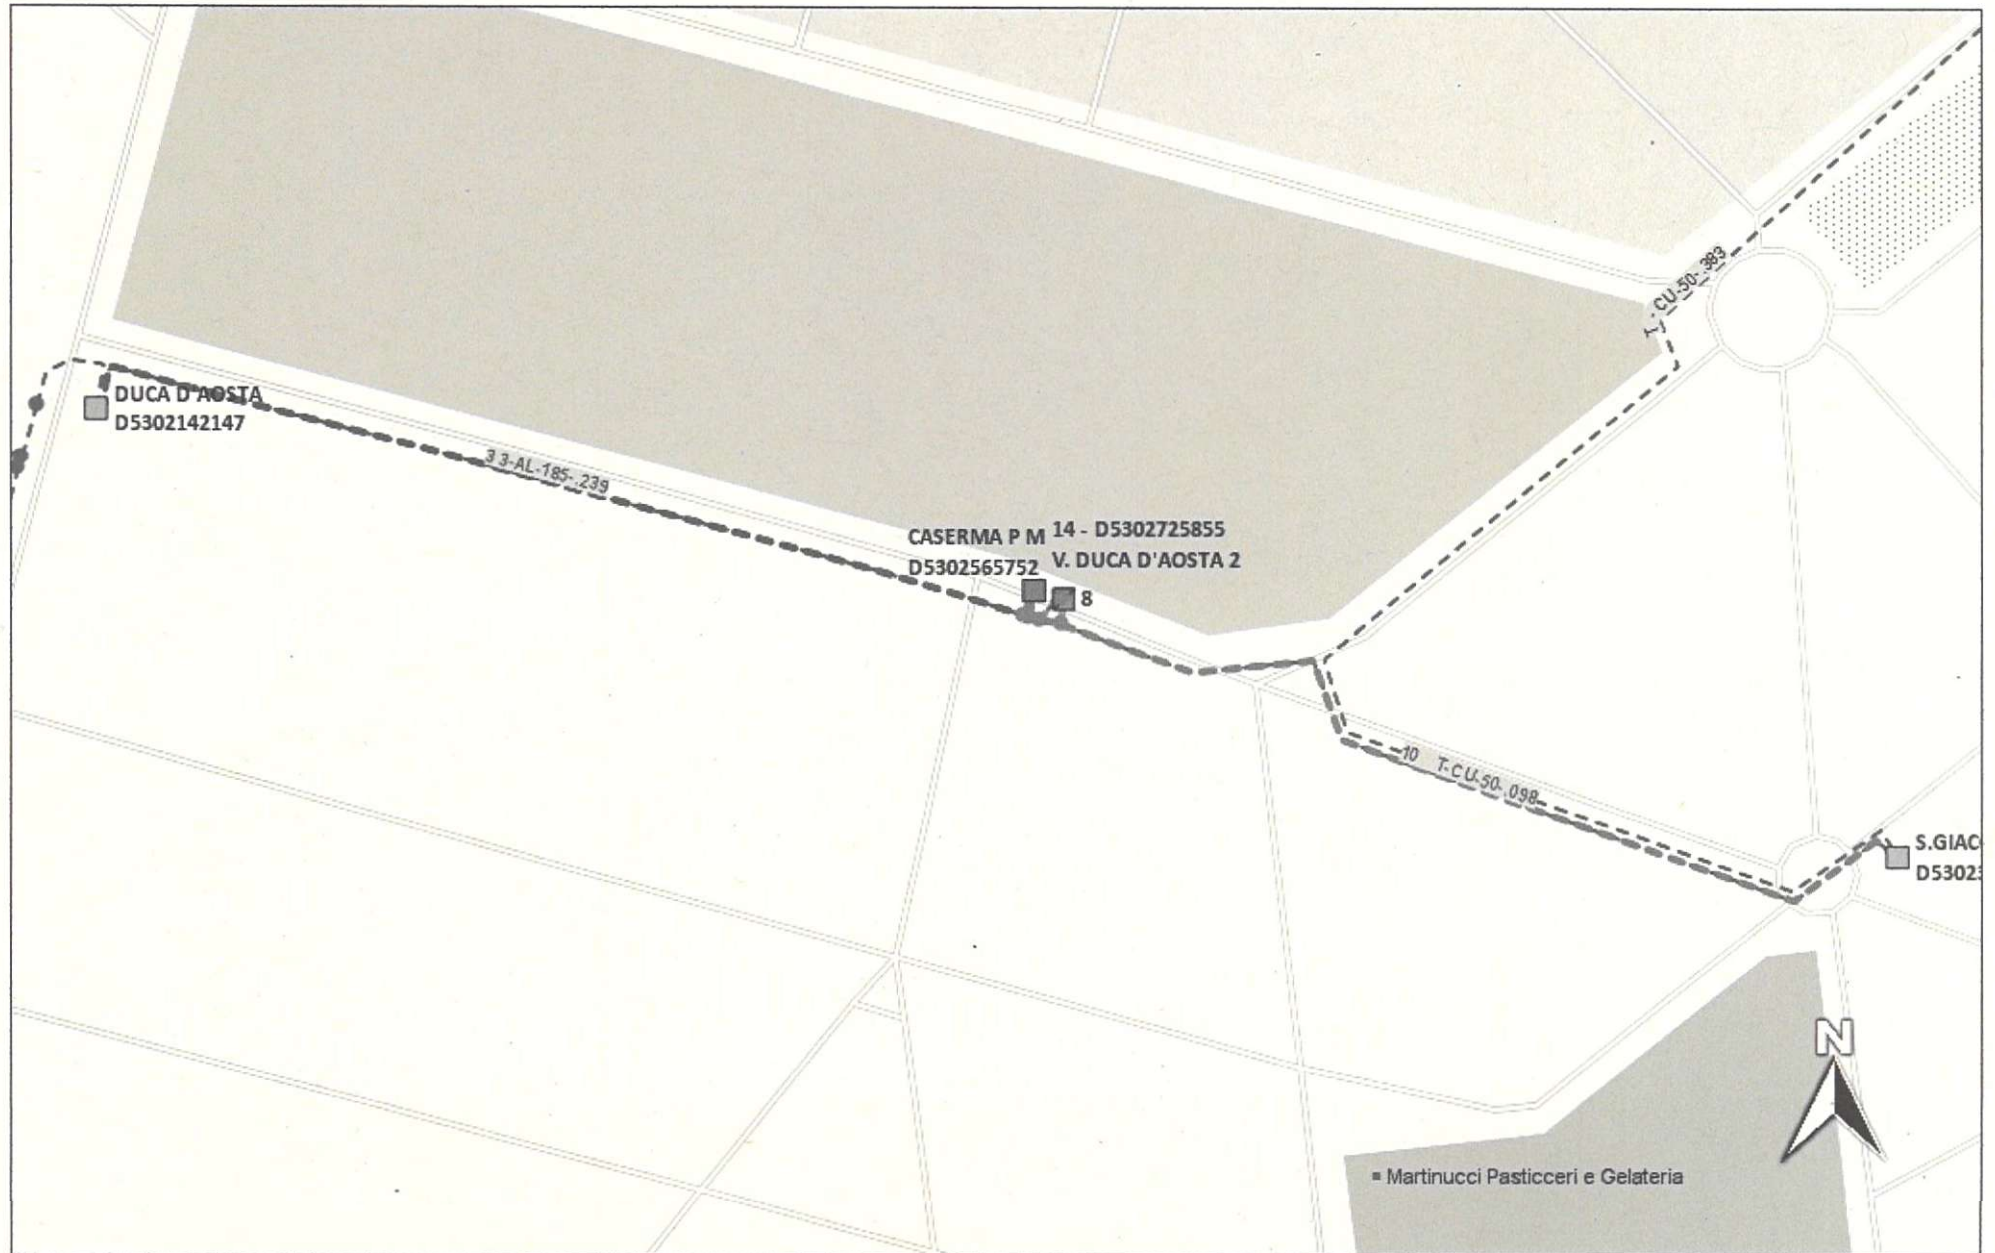 T - CU-50-.383
DUCA D'AOSTA
D5302142147
3 3-AL-185-.239
CASERMA P M
D5302565752
14 - D5302725855
V. DUCA D'AOSTA 2
8
10 T-CU-50-.098
S.GIAC
D5302
N
Martinucci Pasticceri e Gelateria